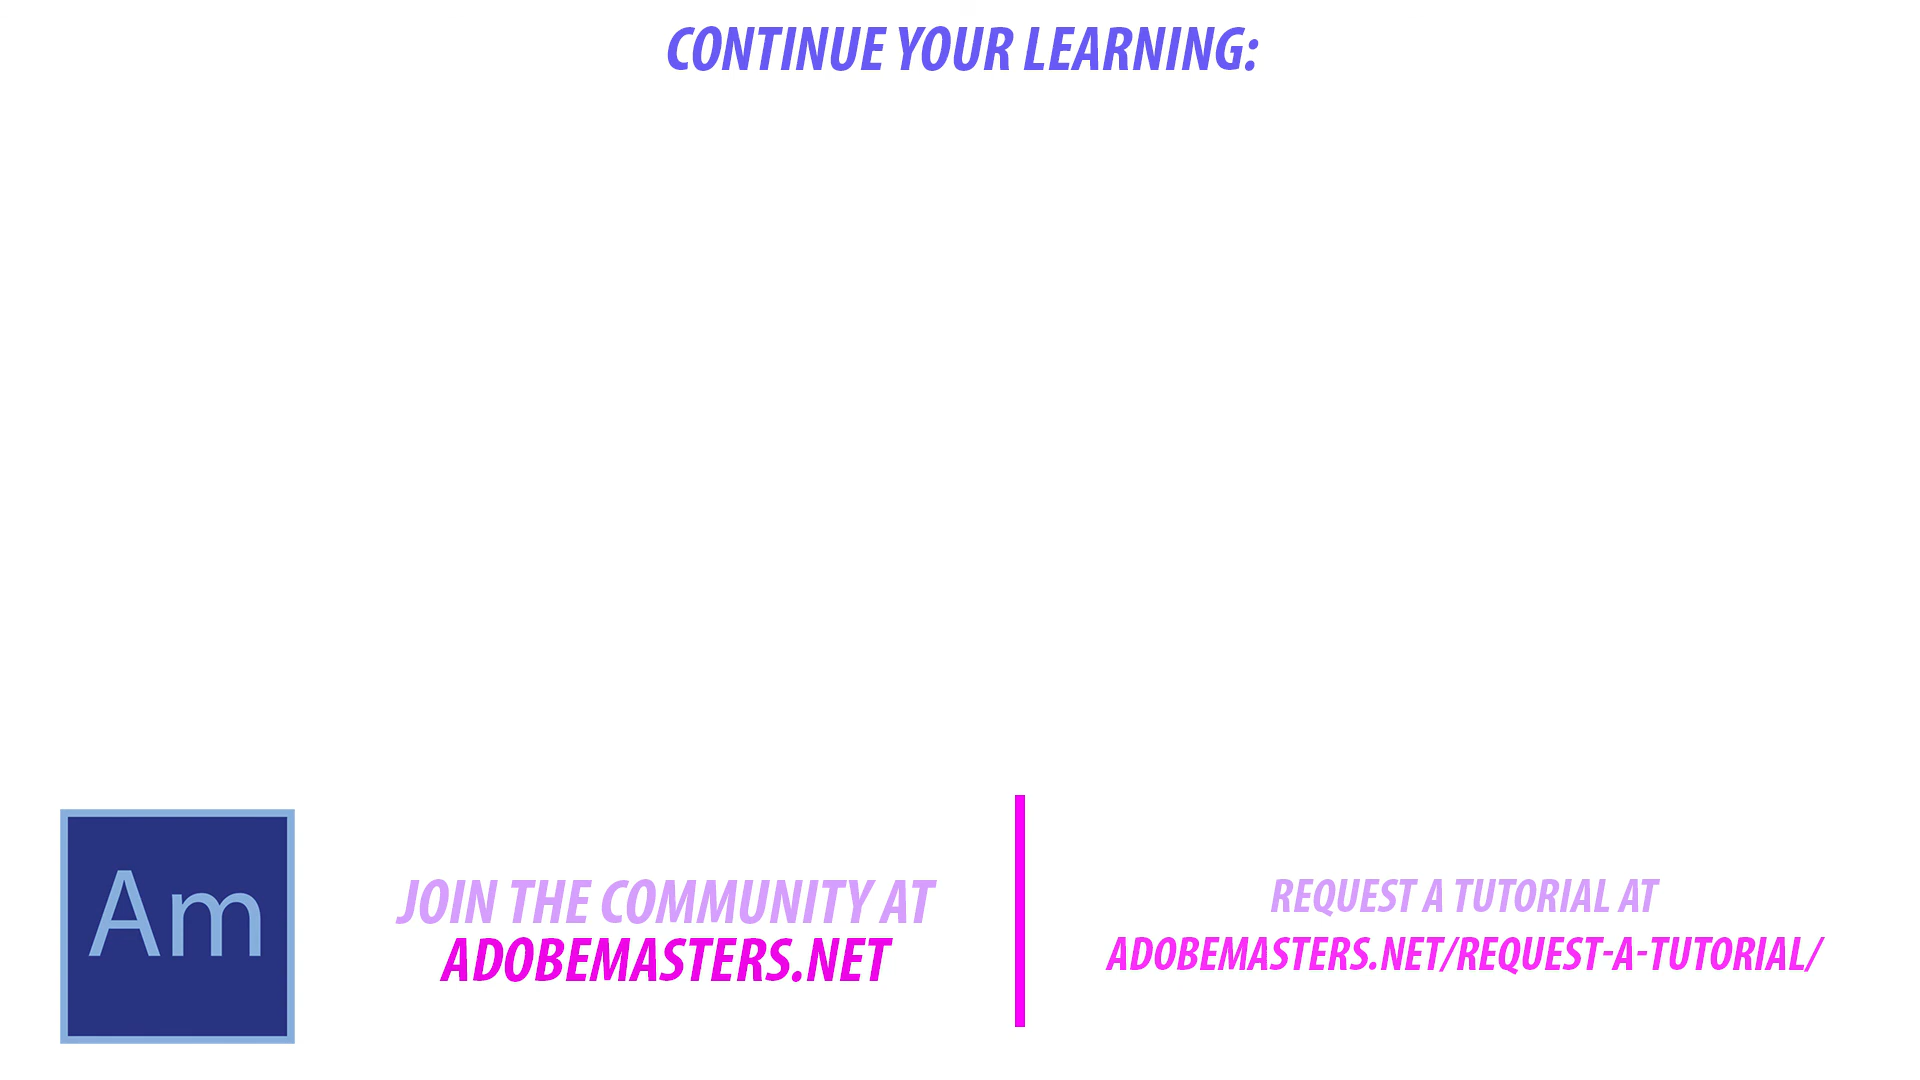 CONTINUE YOUR LEARNING:
Am
JOIN THE COMMUNITY AT
ADOBEMASTERS.NET
REQUEST A TUTORIAL AT
ADOBEMASTERS.NET/REQUEST-A-TUTORIAL/